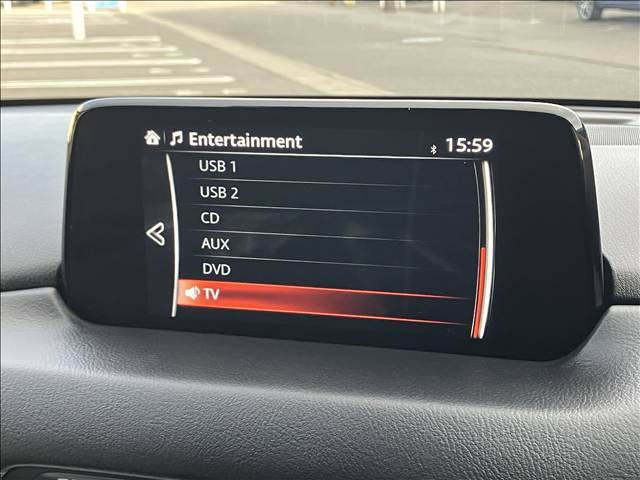 Entertainment 15:59
USB 1
USB 2
CD
AUX
DVD
TV